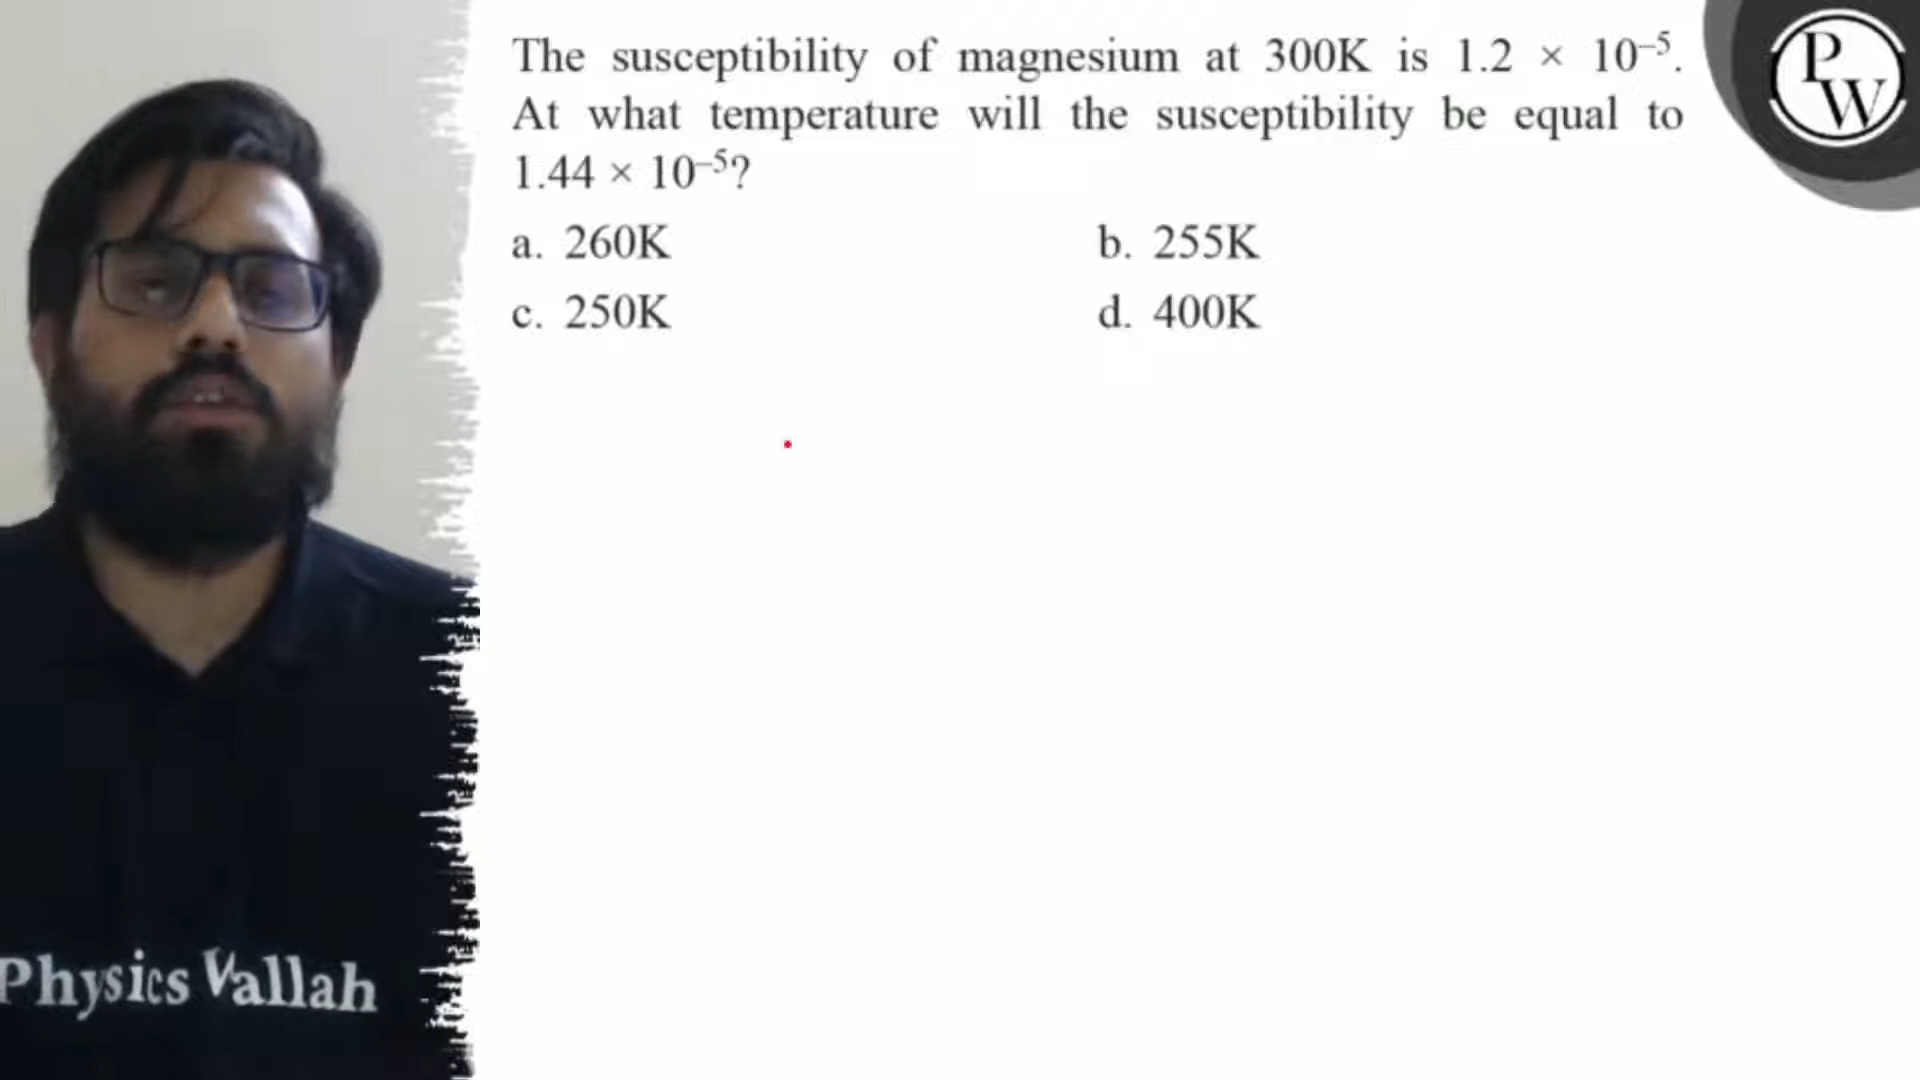 The susceptibility of magnesium at 300K is 1.2 × 10⁻⁵.
At what temperature will the susceptibility be equal to
1.44 × 10⁻⁵?
a. 260K
b. 255K
c. 250K
d. 400K
PW
Physics Vallah